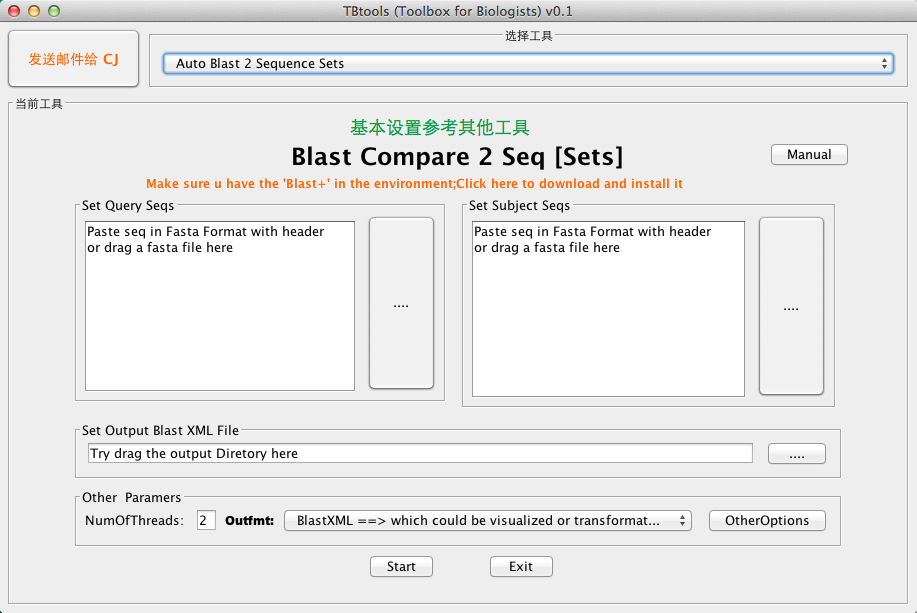 TBtools (Toolbox for Biologists) v0.1
发送邮件给 CJ
选择工具
Auto Blast 2 Sequence Sets
当前工具
基本设置参考其他工具
Blast Compare 2 Seq [Sets]
Manual
Make sure u have the 'Blast+' in the environment;Click here to download and install it
Set Query Seqs
Paste seq in Fasta Format with header
or drag a fasta file here
....
Set Subject Seqs
Paste seq in Fasta Format with header
or drag a fasta file here
....
Set Output Blast XML File
Try drag the output Diretory here
....
Other Paramers
NumOfThreads: 2 Outfmt: BlastXML ==> which could be visualized or transformat... OtherOptions
Start
Exit